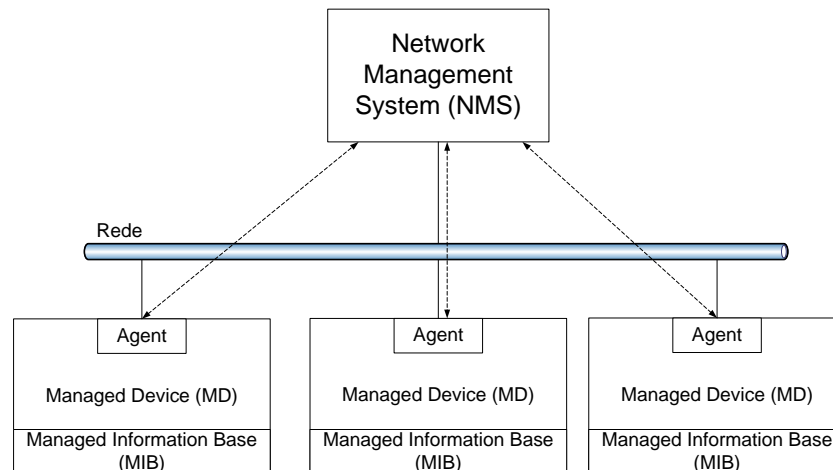 Network
Management
System (NMS)
Rede
Agent
Agent
Agent
Managed Device (MD)
Managed Device (MD)
Managed Device (MD)
Managed Information Base
(MIB)
Managed Information Base
(MIB)
Managed Information Base
(MIB)